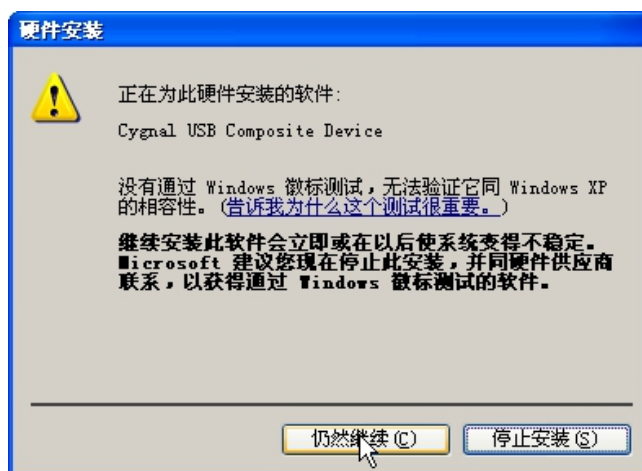 硬件安装
正在为此硬件安装的软件:
Cygnal USB Composite Device
没有通过 Windows 徽标测试，无法验证它同 Windows XP
的相容性。(告诉我为什么这个测试很重要。)
继续安装此软件会立即或在以后使系统变得不稳定。
Microsoft 建议您现在停止此安装，并同硬件供应商
联系，以获得通过 Windows 徽标测试的软件。
仍然继续(C)
停止安装(S)